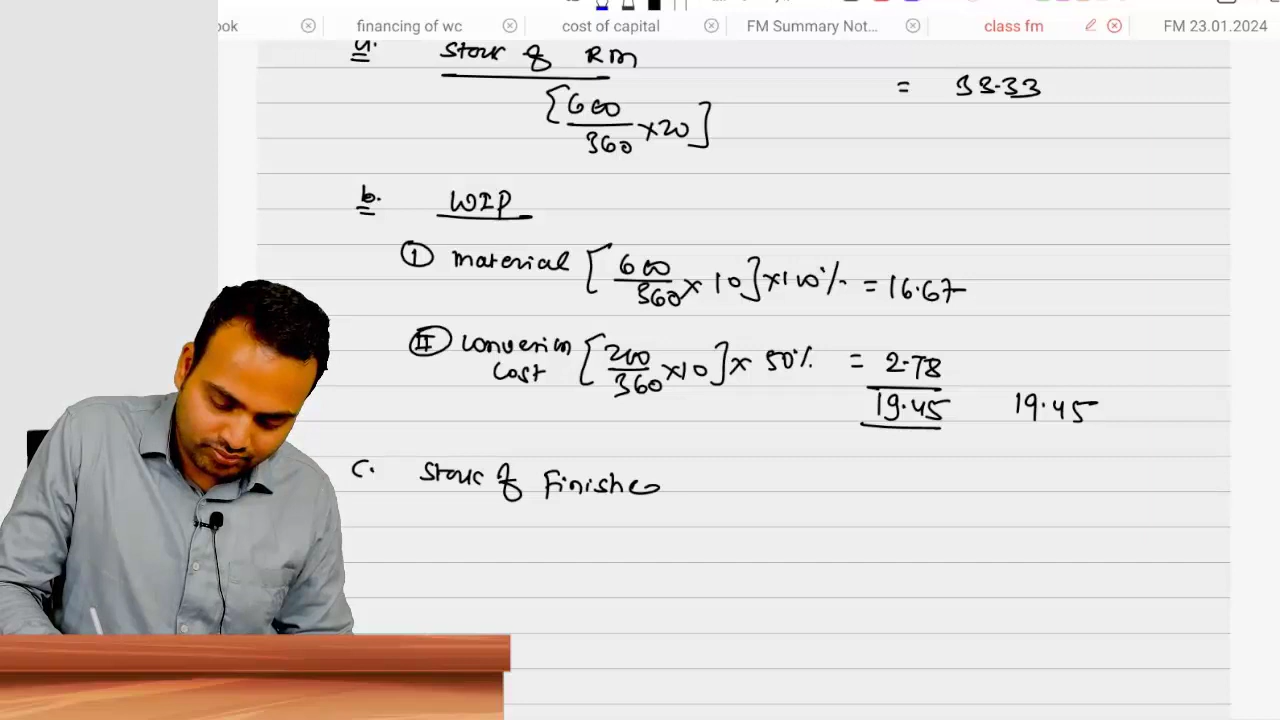 ook financing of wc cost of capital FM Summary Not... class fm FM 23.01.2024
a. Stock of RM
[600/360 ×20] = 33.33
b. WIP
I material [600/360 × 10] ×100% = 16.67
II Conversion Cost [200/360 ×10] × 50% = 2.78
19.45 19.45
c. Stock of Finishe